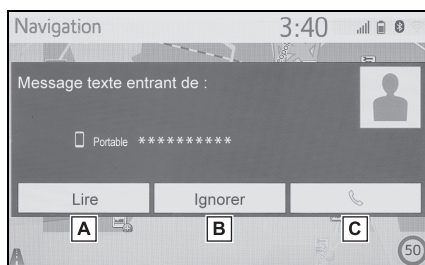 Navigation 3:40
Message texte entrant de :
Portable **********
Lire Ignorer
A B C
50